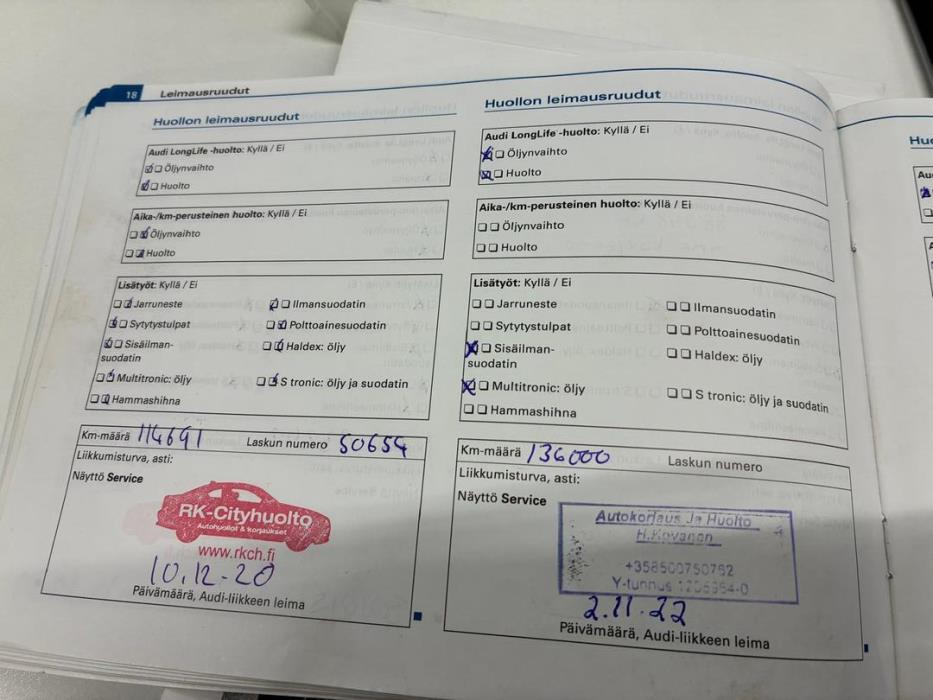 18 Leimausruudut
Huollon leimausruudut
Audi LongLife -huolto: Kyllä / Ei
Öljynvaihto
Huolto
Aika-/km-perusteinen huolto: Kyllä / Ei
Öljynvaihto
Huolto
Lisätyöt: Kyllä / Ei
Jarruneste
Ilmansuodatin
Sytytystulpat
Polttoainesuodatin
Sisäilman-
suodatin
Haldex: öljy
Multitronic: öljy
S tronic: öljy ja suodatin
Hammashihna
Km-määrä 114691 Laskun numero 50654
Liikkumisturva, asti:
Näyttö Service
RK-Cityhuolto
Autohuollot & korjaukset
www.rkch.fi
10.12-20
Päivämäärä, Audi-liikkeen leima
Huollon leimausruudut
Audi LongLife -huolto: Kyllä / Ei
Öljynvaihto
Huolto
Aika-/km-perusteinen huolto: Kyllä / Ei
Öljynvaihto
Huolto
Lisätyöt: Kyllä / Ei
Jarruneste
Ilmansuodatin
Sytytystulpat
Polttoainesuodatin
Sisäilman-
suodatin
Haldex: öljy
Multitronic: öljy
S tronic: öljy ja suodatin
Hammashihna
Km-määrä 136000 Laskun numero
Liikkumisturva, asti:
Näyttö Service
Autokorjaus Ja Huolto
H.Kovanen
+358500750762
Y-tunnus
2.11.22
Päivämäärä, Audi-liikkeen leima